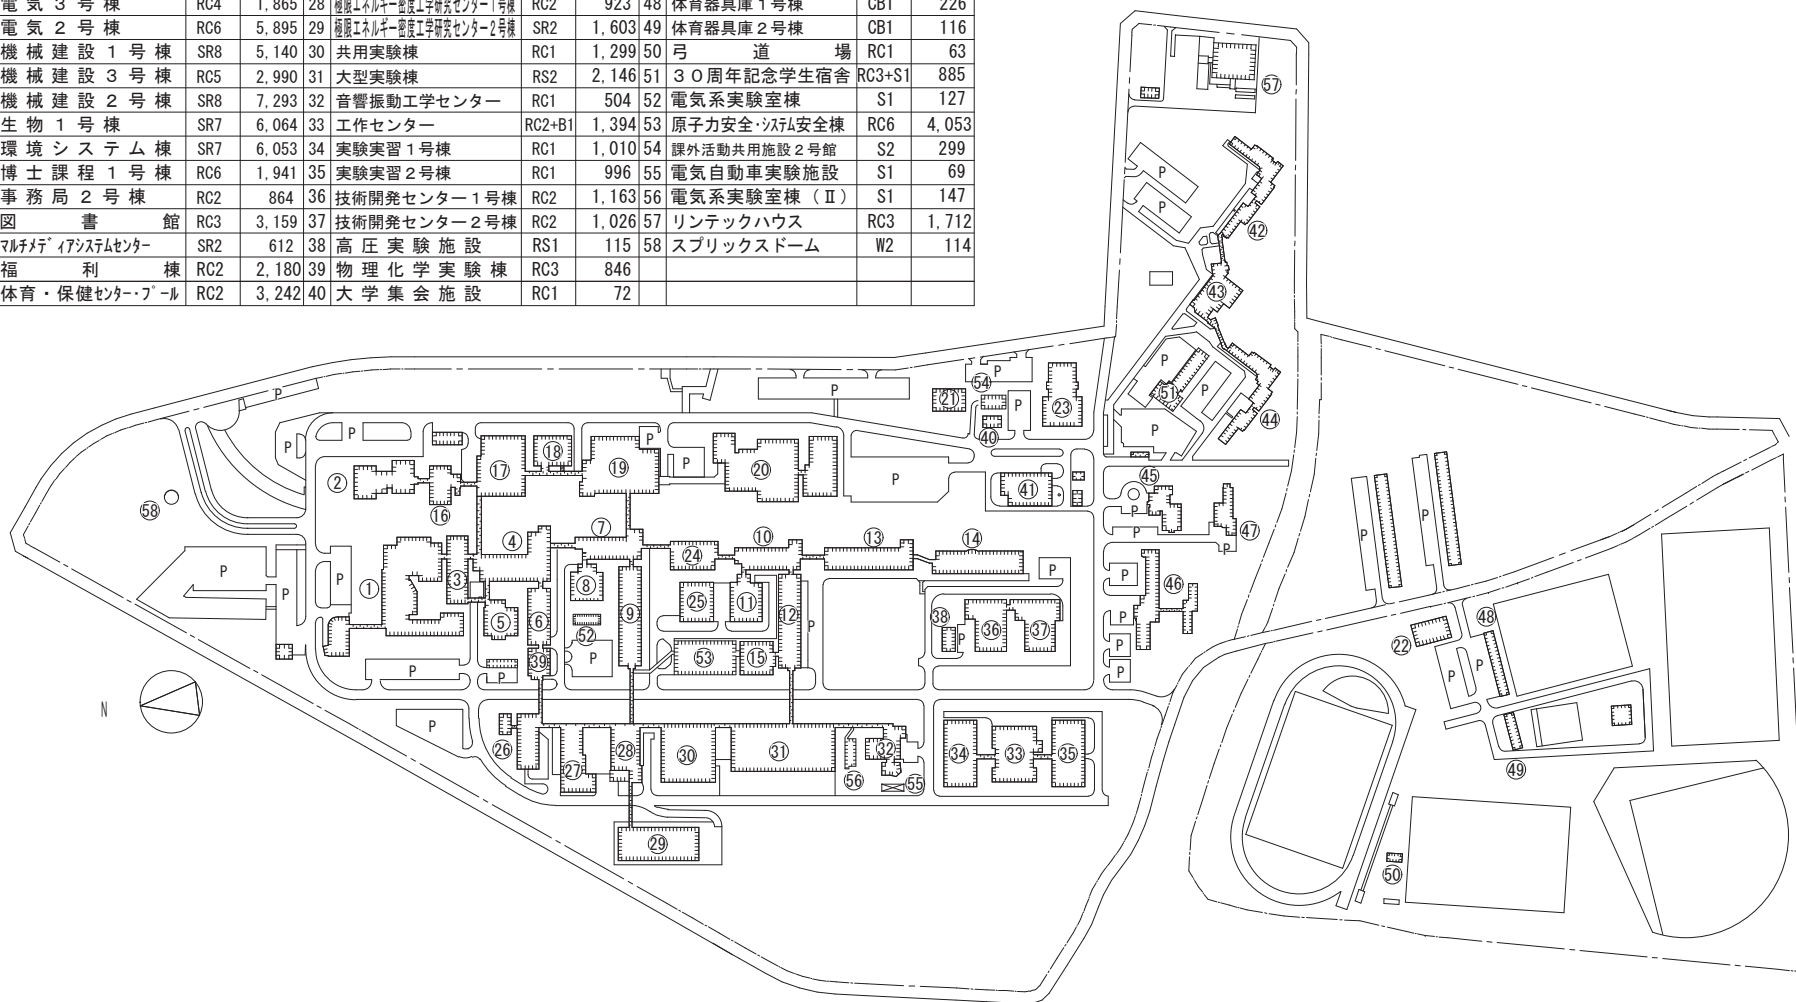 電気３号棟 RC4 1,865 28 極限エネルギー密度工学研究センター1号棟 RC2 923 48 体育器具庫１号棟 CB1 226
電気２号棟 RC6 5,895 29 極限エネルギー密度工学研究センター2号棟 SR2 1,603 49 体育器具庫２号棟 CB1 116
機械建設１号棟 SR8 5,140 30 共用実験棟 RC1 1,299 50 弓道場 RC1 63
機械建設３号棟 RC5 2,990 31 大型実験棟 RS2 2,146 51 ３０周年記念学生宿舎 RC3+S1 885
機械建設２号棟 SR8 7,293 32 音響振動工学センター RC1 504 52 電気系実験室棟 S1 127
生物１号棟 SR7 6,064 33 工作センター RC2+B1 1,394 53 原子力安全･ｼｽﾃﾑ安全棟 RC6 4,053
環境システム棟 SR7 6,053 34 実験実習１号棟 RC1 1,010 54 課外活動共用施設２号館 S2 299
博士課程１号棟 RC6 1,941 35 実験実習２号棟 RC1 996 55 電気自動車実験施設 S1 69
事務局２号棟 RC2 864 36 技術開発センター１号棟 RC2 1,163 56 電気系実験室棟（Ⅱ） S1 147
図書館 RC3 3,159 37 技術開発センター２号棟 RC2 1,026 57 リンテックハウス RC3 1,712
ﾏﾙﾁﾒﾃﾞｨｱｼｽﾃﾑｾﾝﾀｰ SR2 612 38 高圧実験施設 RS1 115 58 スプリックスドーム W2 114
福利棟 RC2 2,180 39 物理化学実験棟 RC3 846
体育・保健ｾﾝﾀｰ･ﾌﾟｰﾙ RC2 3,242 40 大学集会施設 RC1 72
57
P
P
42
43
P
54 P
P
P
21
P
51
P
23
44
40
P
P
P
18
P
17
19
P
20
P
2
41
45
16
58
P
47
7
P
P
P
4
10
13
14
P
24
P
P
P
1
3
8
P
46
25
11
9
12
6
5
38
36
37
48
P
P
52
P
22
39
P
53
15
P
P
P
P
P
P
N
P
26
28
30
31
32
34
33
35
27
56
55
49
29
50